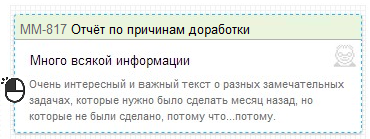 ММ-817 Отчёт по причинам доработки
Много всякой информации
Очень интересный и важный текст о разных замечательных
задачах, которые нужно было сделать месяц назад, но
которые не были сделано, потому что...потому.